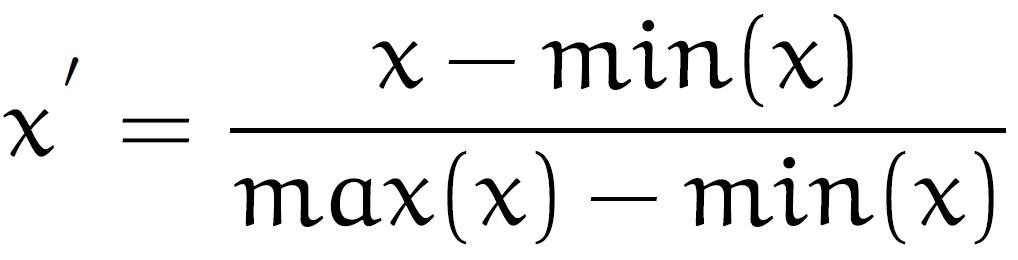 x′ = x − min(x)
max(x) − min(x)